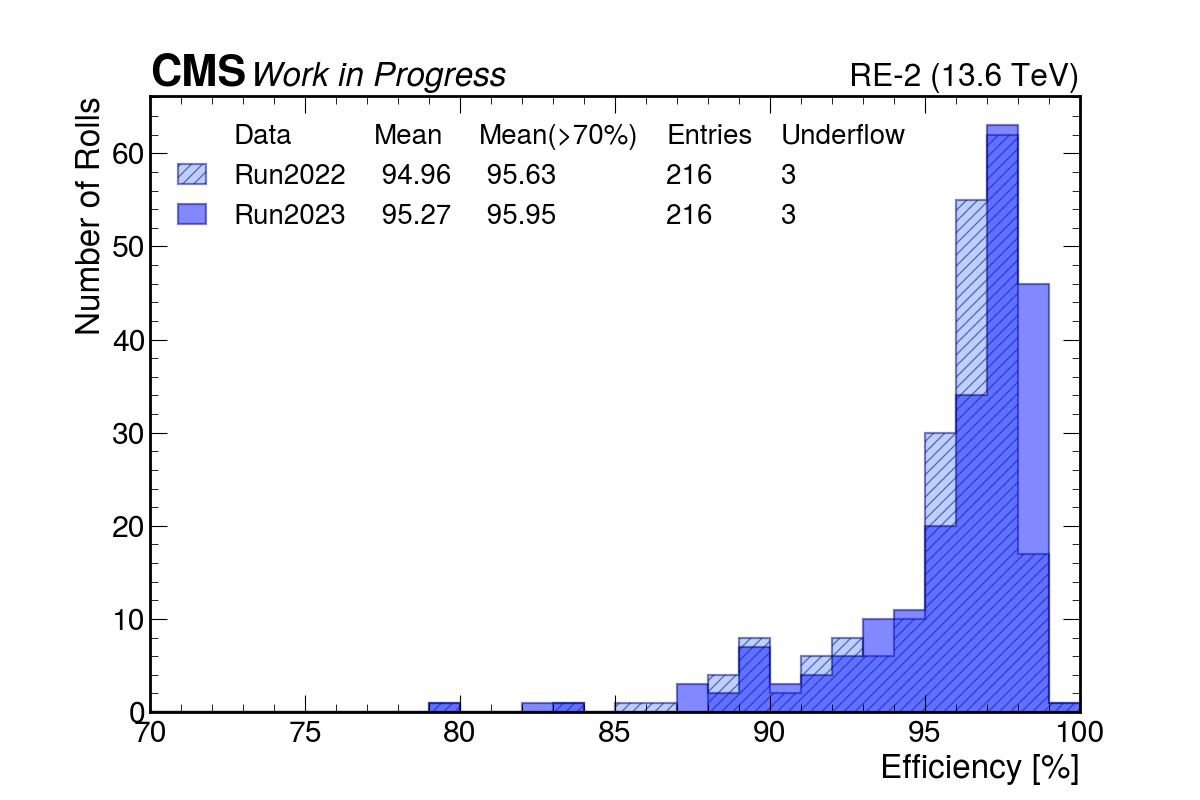 CMS Work in Progress RE-2 (13.6 TeV)
Number of Rolls
Data Mean Mean(>70%) Entries Underflow
Run2022 94.96 95.63 216 3
Run2023 95.27 95.95 216 3
60
50
40
30
20
10
0
70 75 80 85 90 95 100
Efficiency [%]